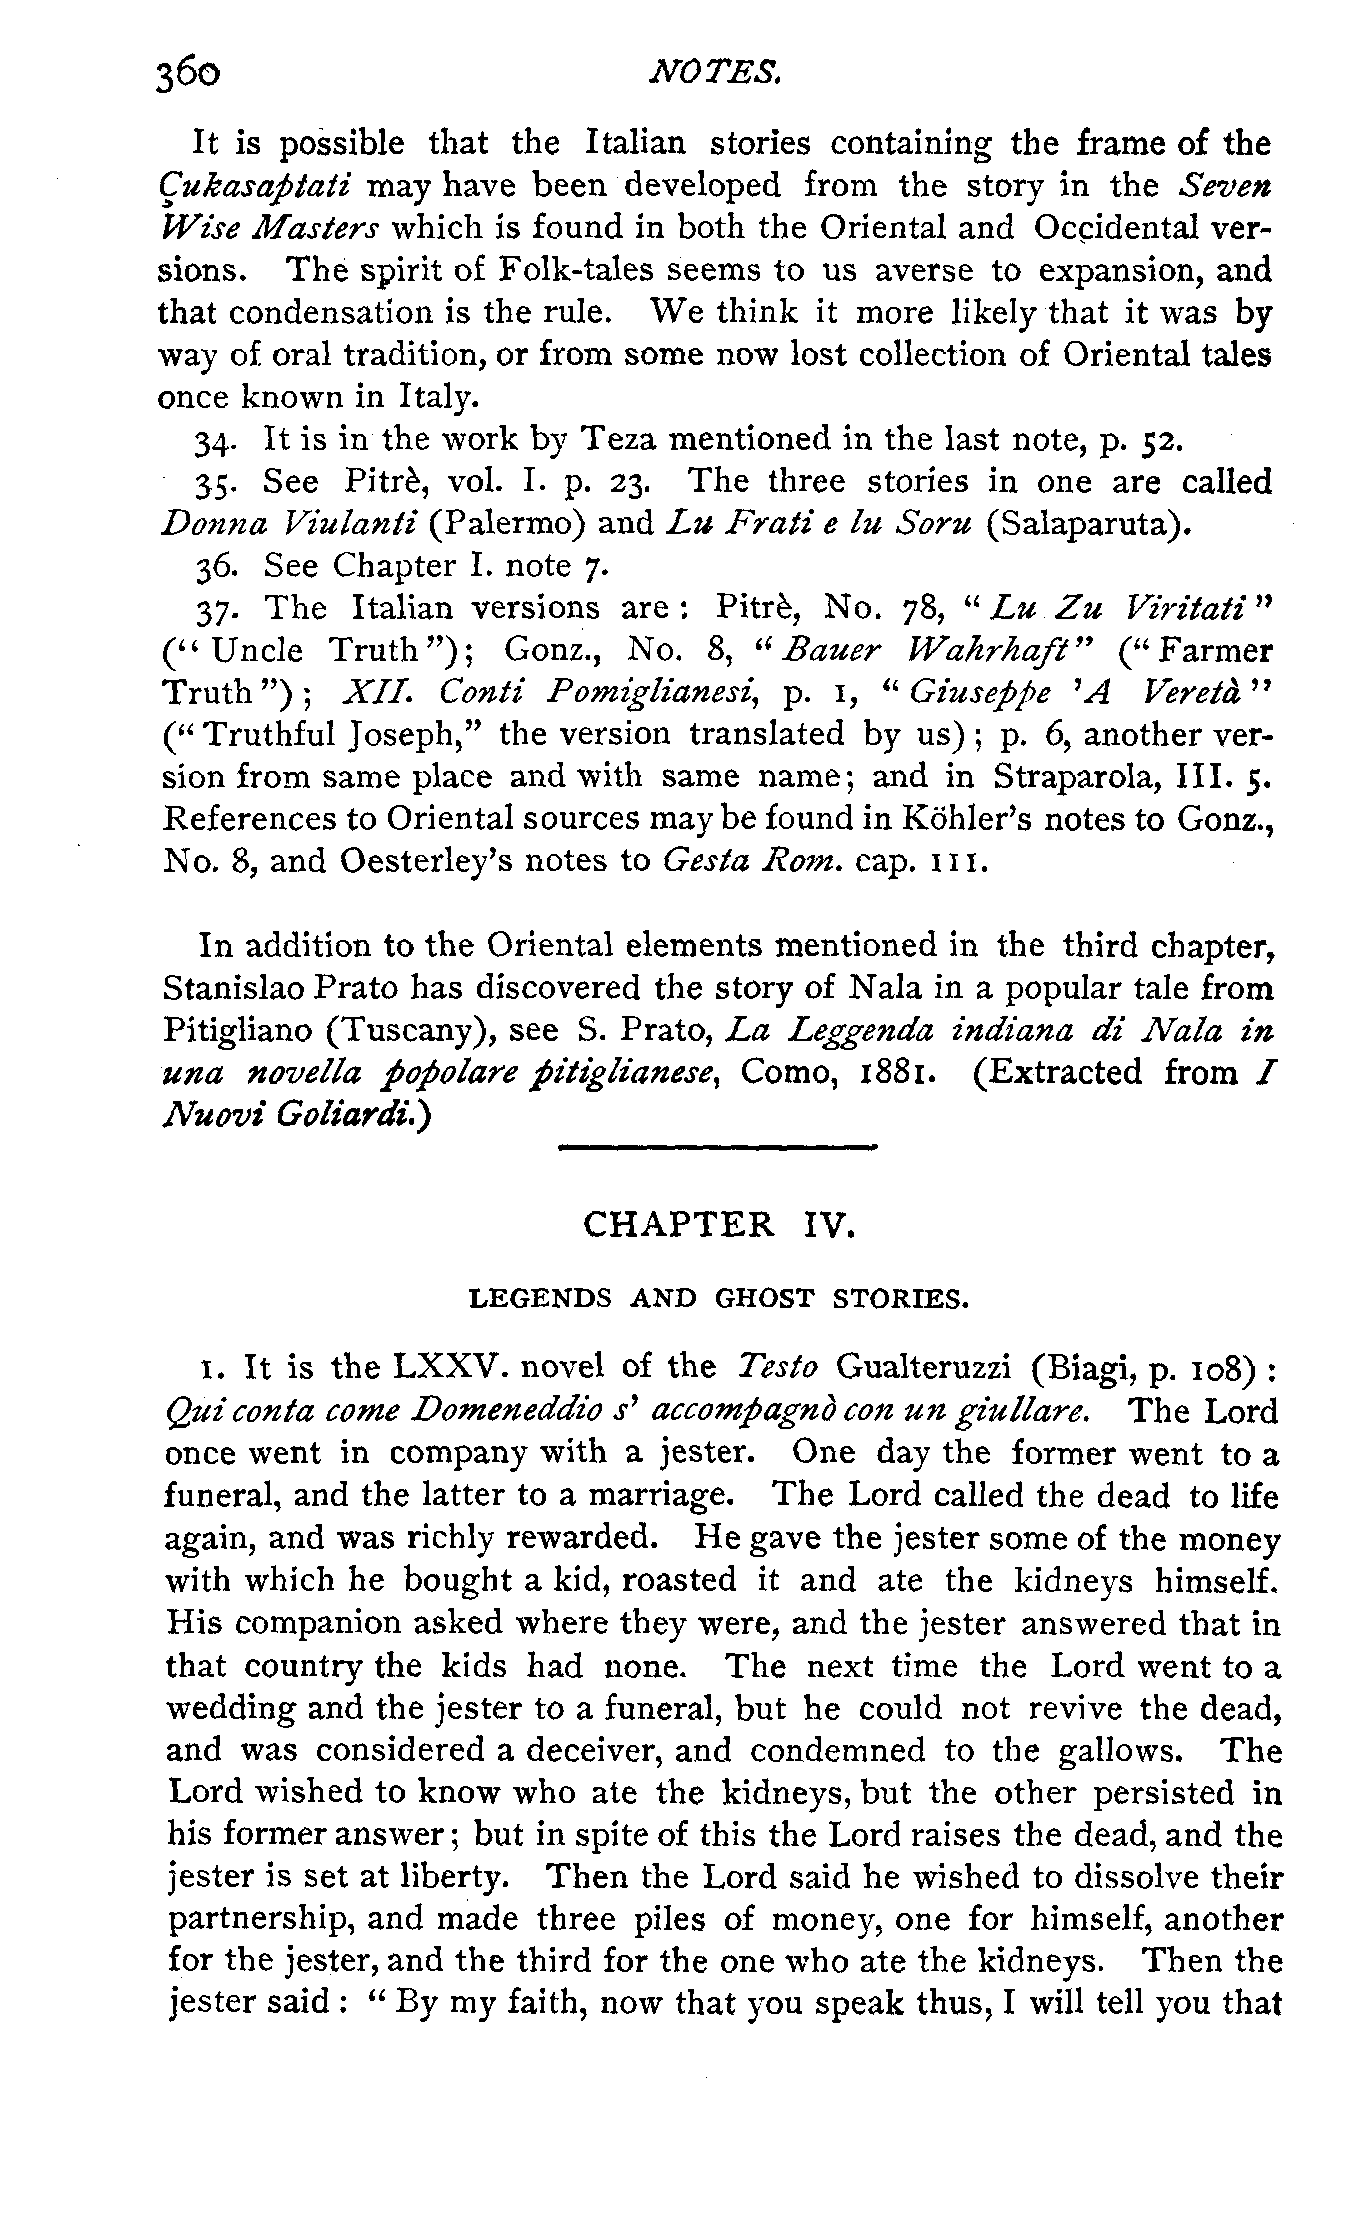 360 NOTES.
It is possible that the Italian stories containing the frame of the
Çukasaptati may have been developed from the story in the Seven
Wise Masters which is found in both the Oriental and Occidental ver-
sions. The spirit of Folk-tales seems to us averse to expansion, and
that condensation is the rule. We think it more likely that it was by
way of oral tradition, or from some now lost collection of Oriental tales
once known in Italy.
34. It is in the work by Teza mentioned in the last note, p. 52.
35. See Pitrè, vol. I. p. 23. The three stories in one are called
Donna Viulanti (Palermo) and Lu Frati e lu Soru (Salaparuta).
36. See Chapter I. note 7.
37. The Italian versions are : Pitrè, No. 78, “ Lu Zu Viritati ”
(“ Uncle Truth ”) ; Gonz., No. 8, “ Bauer Wahrhaft” (“ Farmer
Truth ”) ; XII. Conti Pomiglianesi, p. 1, “ Giuseppe 'A Veretà ”
(“ Truthful Joseph,” the version translated by us) ; p. 6, another ver-
sion from same place and with same name ; and in Straparola, III. 5.
References to Oriental sources may be found in Köhler's notes to Gonz.,
No. 8, and Oesterley's notes to Gesta Rom. cap. 111.
In addition to the Oriental elements mentioned in the third chapter,
Stanislao Prato has discovered the story of Nala in a popular tale from
Pitigliano (Tuscany), see S. Prato, La Leggenda indiana di Nala in
una novella popolare pitiglianese, Como, 1881. (Extracted from I
Nuovi Goliardi.)
CHAPTER IV.
LEGENDS AND GHOST STORIES.
1. It is the LXXV. novel of the Testo Gualteruzzi (Biagi, p. 108) :
Qui conta come Domeneddio s' accompagnò con un giullare. The Lord
once went in company with a jester. One day the former went to a
funeral, and the latter to a marriage. The Lord called the dead to life
again, and was richly rewarded. He gave the jester some of the money
with which he bought a kid, roasted it and ate the kidneys himself.
His companion asked where they were, and the jester answered that in
that country the kids had none. The next time the Lord went to a
wedding and the jester to a funeral, but he could not revive the dead,
and was considered a deceiver, and condemned to the gallows. The
Lord wished to know who ate the kidneys, but the other persisted in
his former answer ; but in spite of this the Lord raises the dead, and the
jester is set at liberty. Then the Lord said he wished to dissolve their
partnership, and made three piles of money, one for himself, another
for the jester, and the third for the one who ate the kidneys. Then the
jester said : “ By my faith, now that you speak thus, I will tell you that